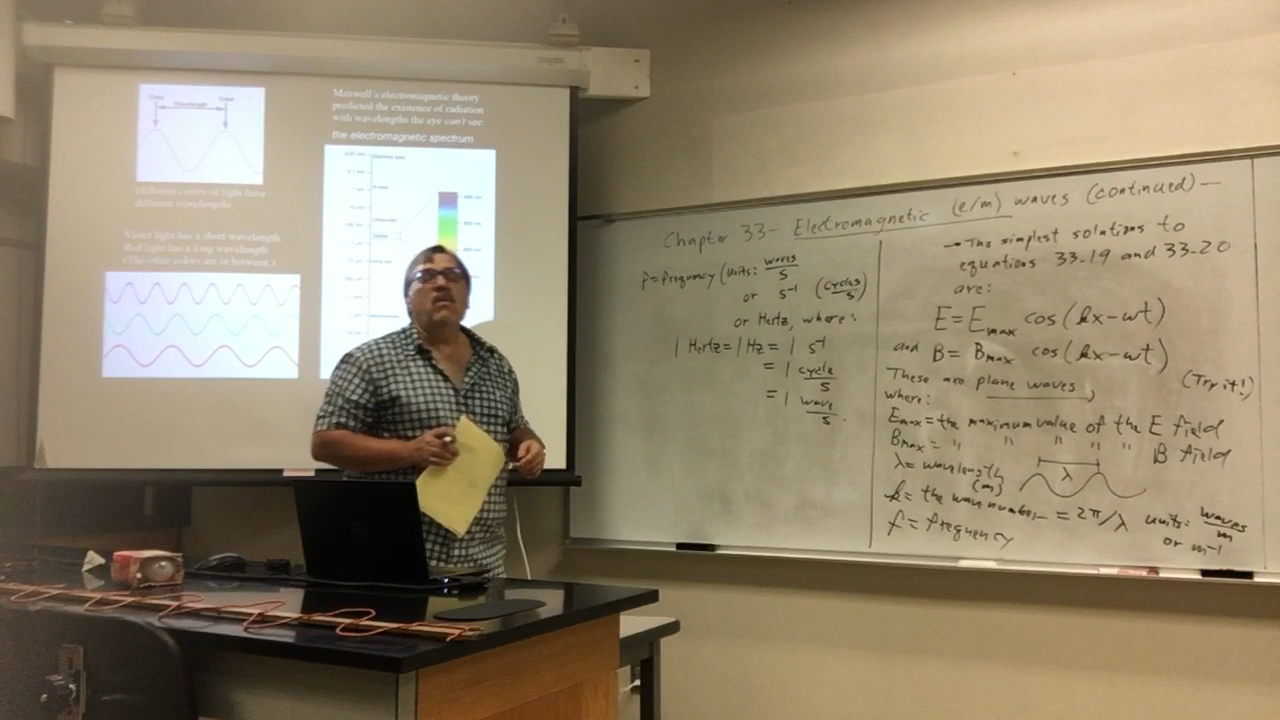 Crest
Crest
Wavelength
Different colors of light have
different wavelengths.
Violet light has a short wavelength.
Red light has a long wavelength.
(The other colors are in between.)
Maxwell's electromagnetic theory
predicted the existence of radiation
with wavelengths the eye can't see:
the electromagnetic spectrum.
Chapter 33- Electromagnetic (e/m) waves (continued) —
f = frequency (units: waves/s
or s⁻¹ (cycles/s)
or Hertz, where:
1 Hertz = 1 Hz = 1 s⁻¹
= 1 cycle/s
= 1 wave/s.
→ The simplest solutions to
equations 33-19 and 33-20
are:
E = Emax cos(kx-ωt)
and B = Bmax cos(kx-ωt)
(Try it!)
These are plane waves,
where:
Emax = the maximum value of the E field
Bmax = " " " " " B field
λ = wavelength
(m)
λ
k = the wave number = 2π/λ units: waves/m
or m⁻¹
f = frequency